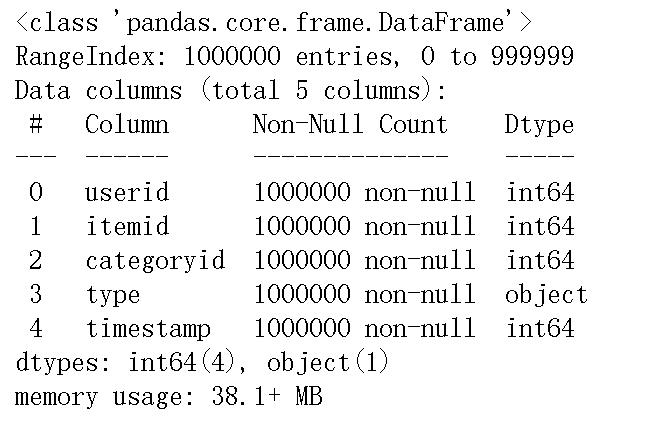 <class 'pandas.core.frame.DataFrame'>
RangeIndex: 1000000 entries, 0 to 999999
Data columns (total 5 columns):
 #   Column      Non-Null Count    Dtype
---  ------      --------------    -----
 0   userid      1000000 non-null  int64
 1   itemid      1000000 non-null  int64
 2   categoryid  1000000 non-null  int64
 3   type        1000000 non-null  object
 4   timestamp   1000000 non-null  int64
dtypes: int64(4), object(1)
memory usage: 38.1+ MB